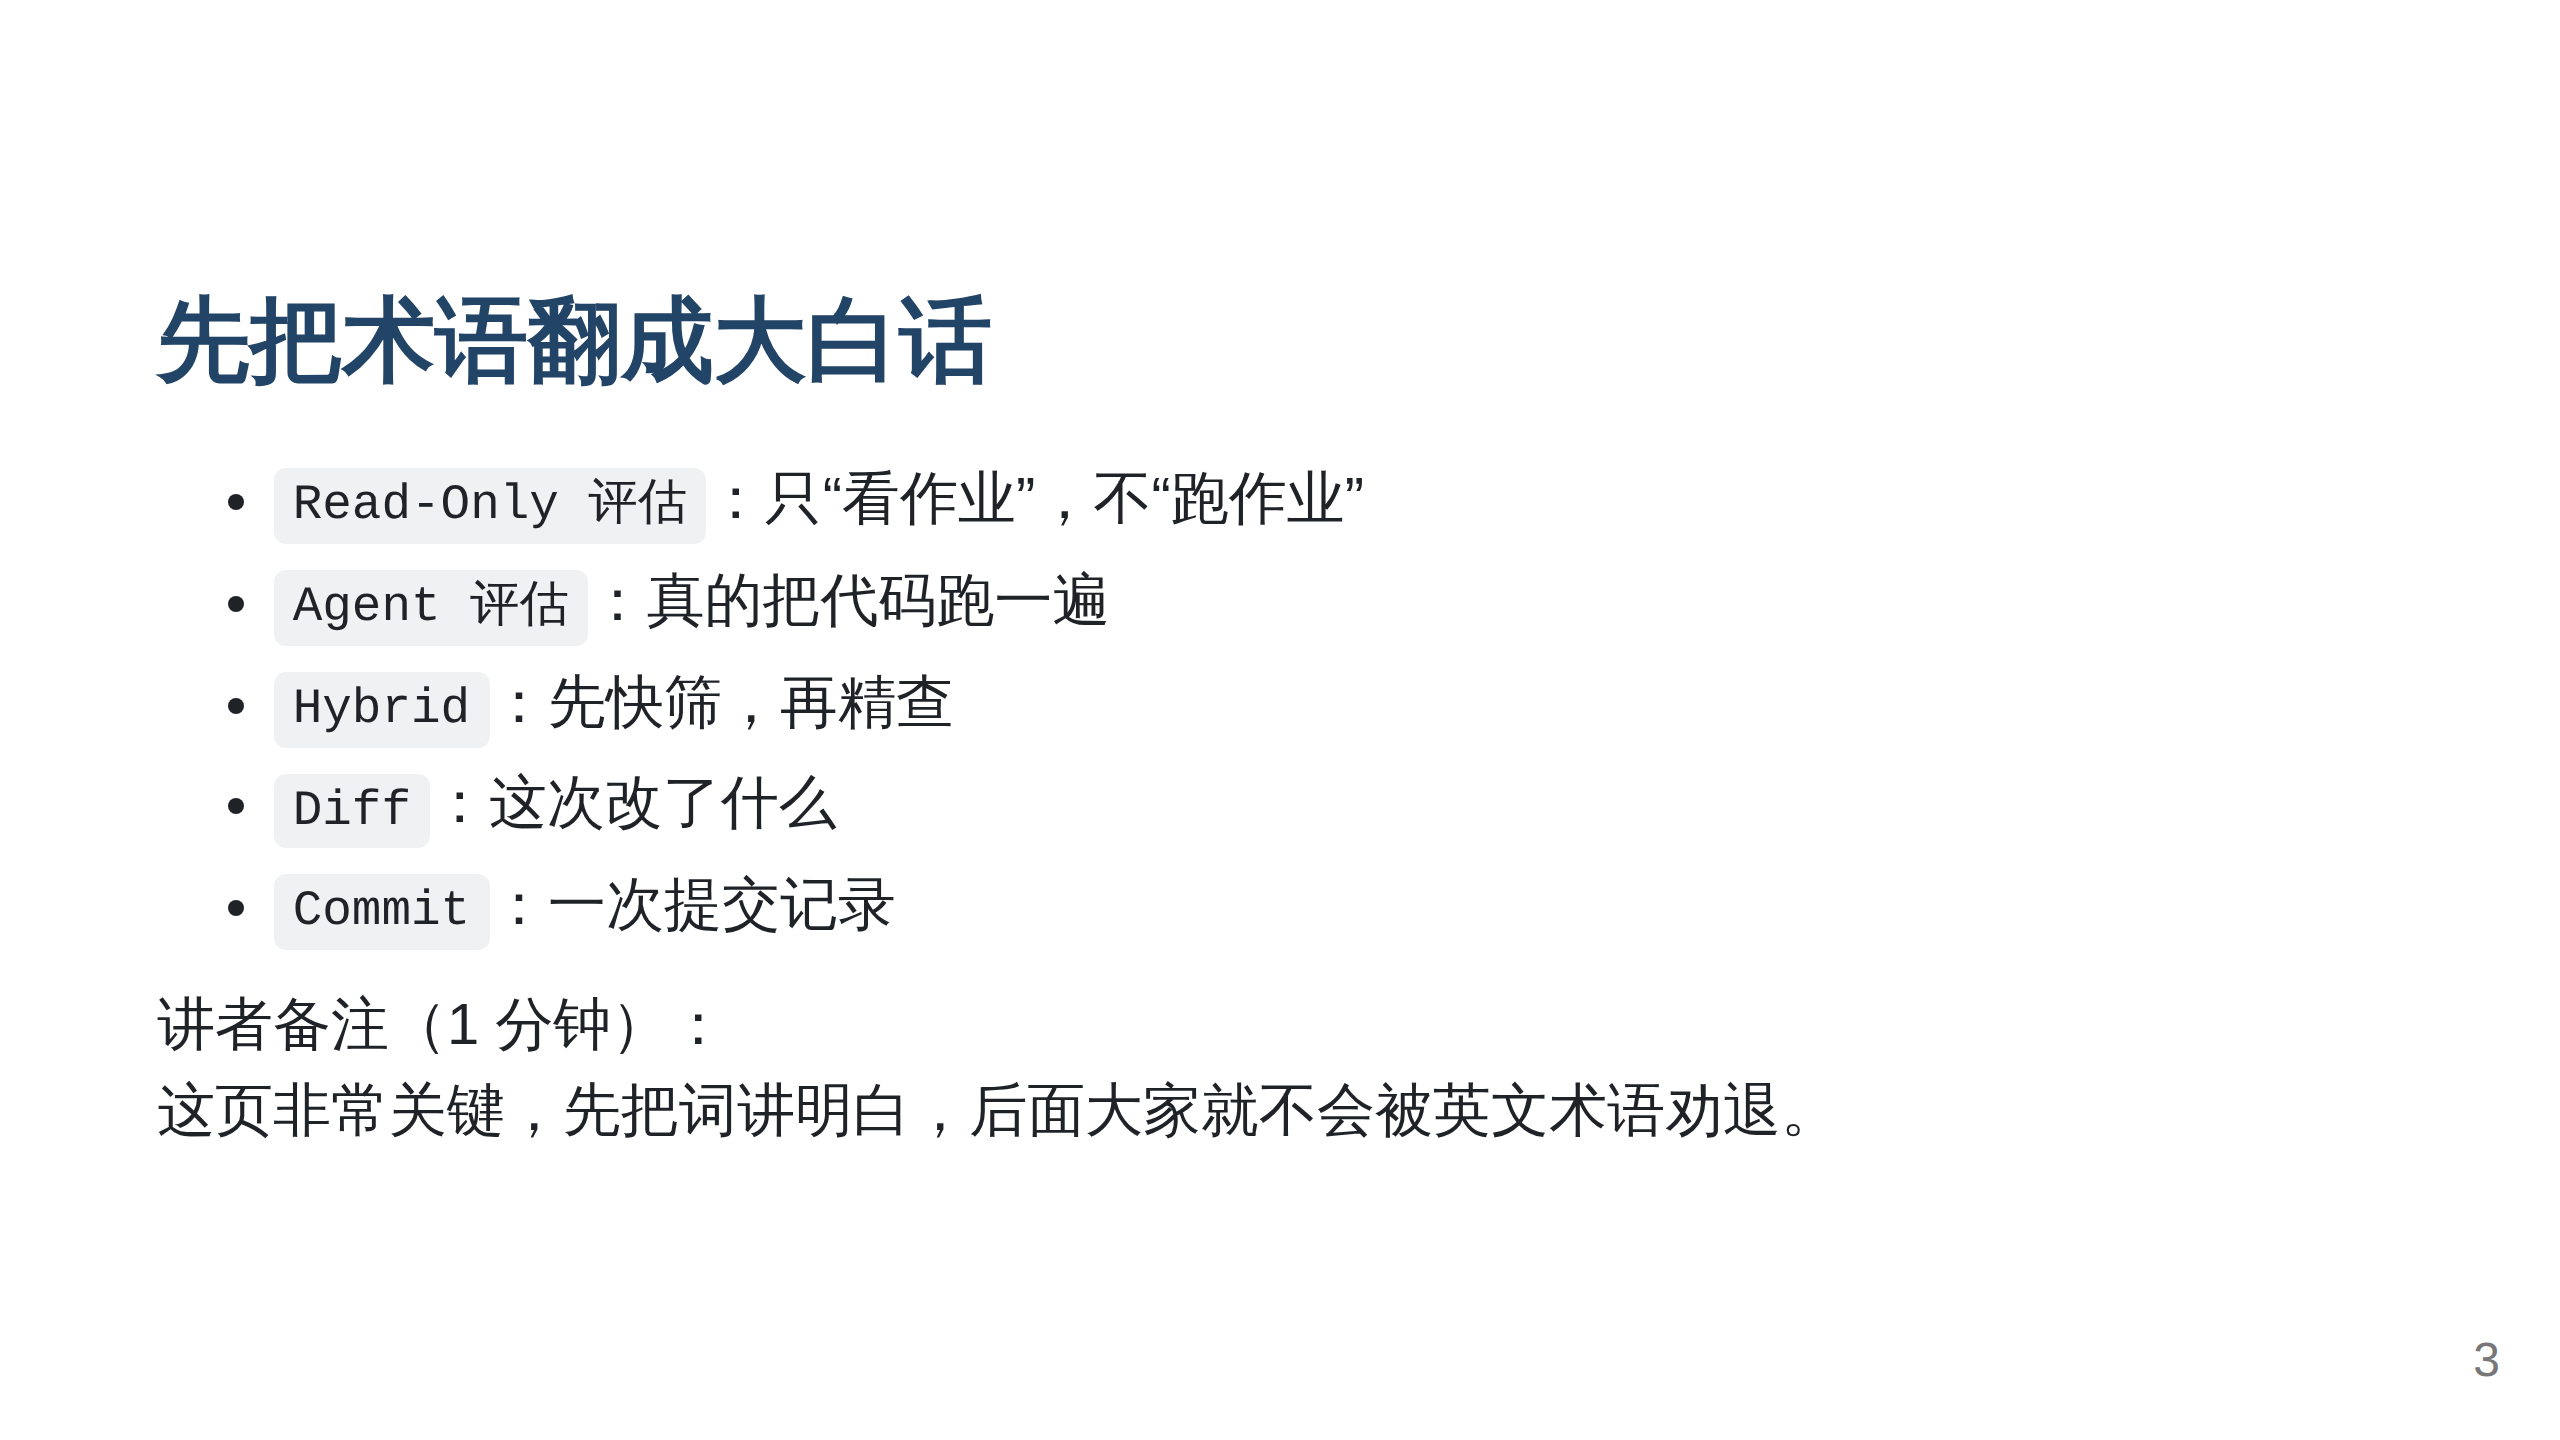 先把术语翻成大白话
• Read-Only 评估：只“看作业”，不“跑作业”
• Agent 评估：真的把代码跑一遍
• Hybrid：先快筛，再精查
• Diff：这次改了什么
• Commit：一次提交记录
讲者备注（1 分钟）：
这页非常关键，先把词讲明白，后面大家就不会被英文术语劝退。
3